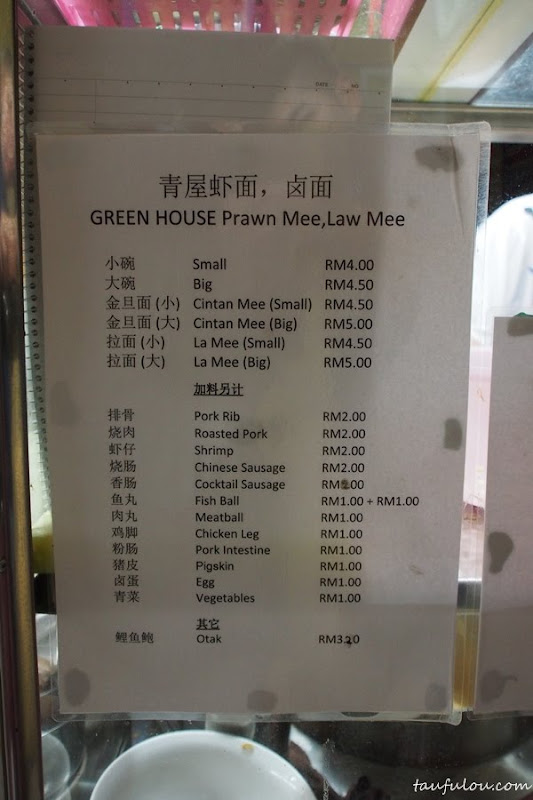 DATE NO
青屋虾面，卤面
GREEN HOUSE Prawn Mee,Law Mee
小碗 Small RM4.00
大碗 Big RM4.50
金旦面 (小) Cintan Mee (Small) RM4.50
金旦面 (大) Cintan Mee (Big) RM5.00
拉面 (小) La Mee (Small) RM4.50
拉面 (大) La Mee (Big) RM5.00
加料另计
排骨 Pork Rib RM2.00
烧肉 Roasted Pork RM2.00
虾仔 Shrimp RM2.00
烧肠 Chinese Sausage RM2.00
香肠 Cocktail Sausage
鱼丸 Fish Ball RM1.00 + RM1.00
肉丸 Meatball RM1.00
鸡脚 Chicken Leg RM1.00
粉肠 Pork Intestine RM1.00
猪皮 Pigskin RM1.00
卤蛋 Egg RM1.00
青菜 Vegetables RM1.00
其它
鲤鱼鲍 Otak
taufulou.com